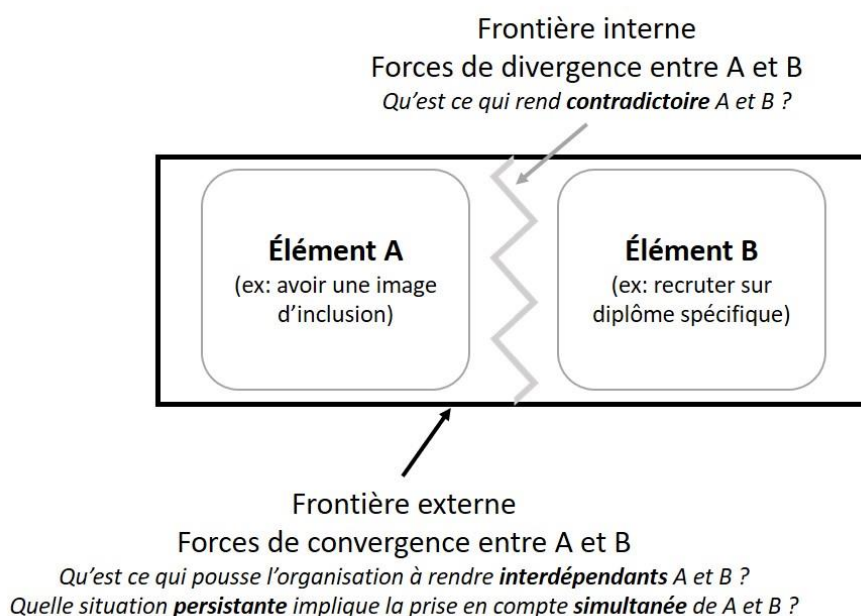 Frontière interne
Forces de divergence entre A et B
Qu’est ce qui rend contradictoire A et B ?
Élément A
(ex: avoir une image
d’inclusion)
Élément B
(ex: recruter sur
diplôme spécifique)
Frontière externe
Forces de convergence entre A et B
Qu’est ce qui pousse l’organisation à rendre interdépendants A et B ?
Quelle situation persistante implique la prise en compte simultanée de A et B ?